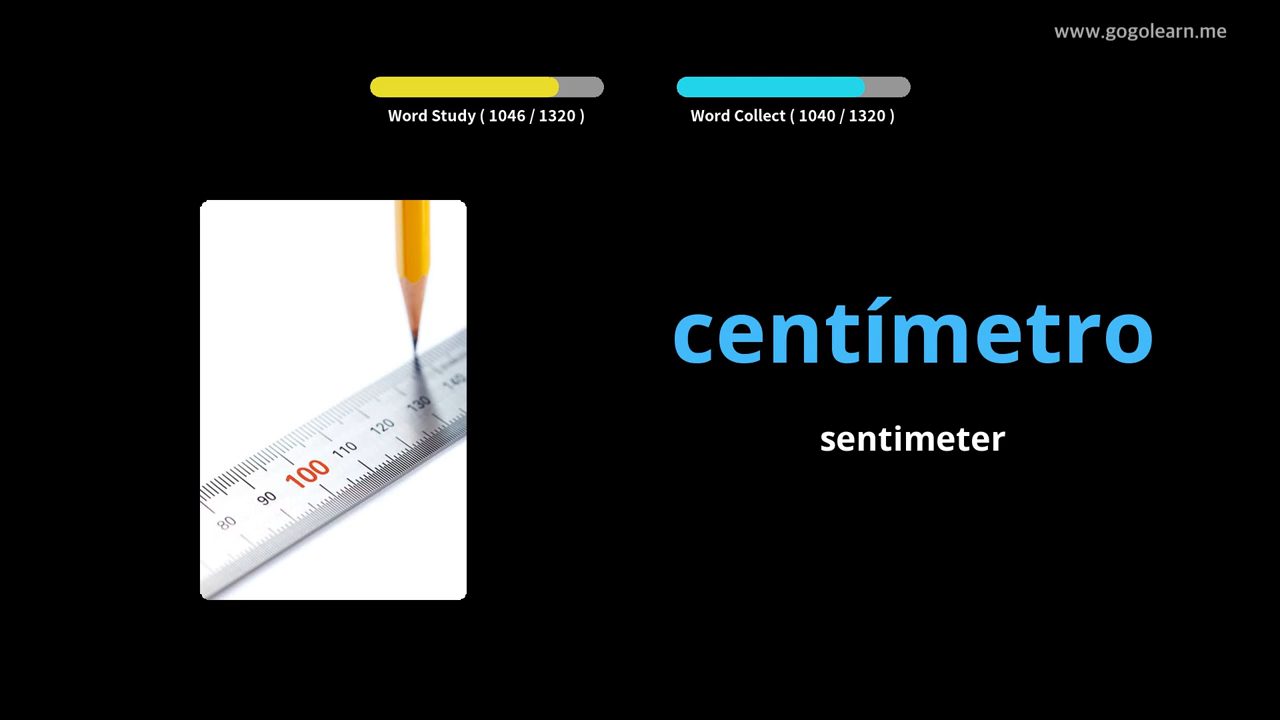 www.gogolearn.me
Word Study ( 1046 / 1320 )
Word Collect ( 1040 / 1320 )
centímetro
sentimeter
80
90
100
110
120
130
140